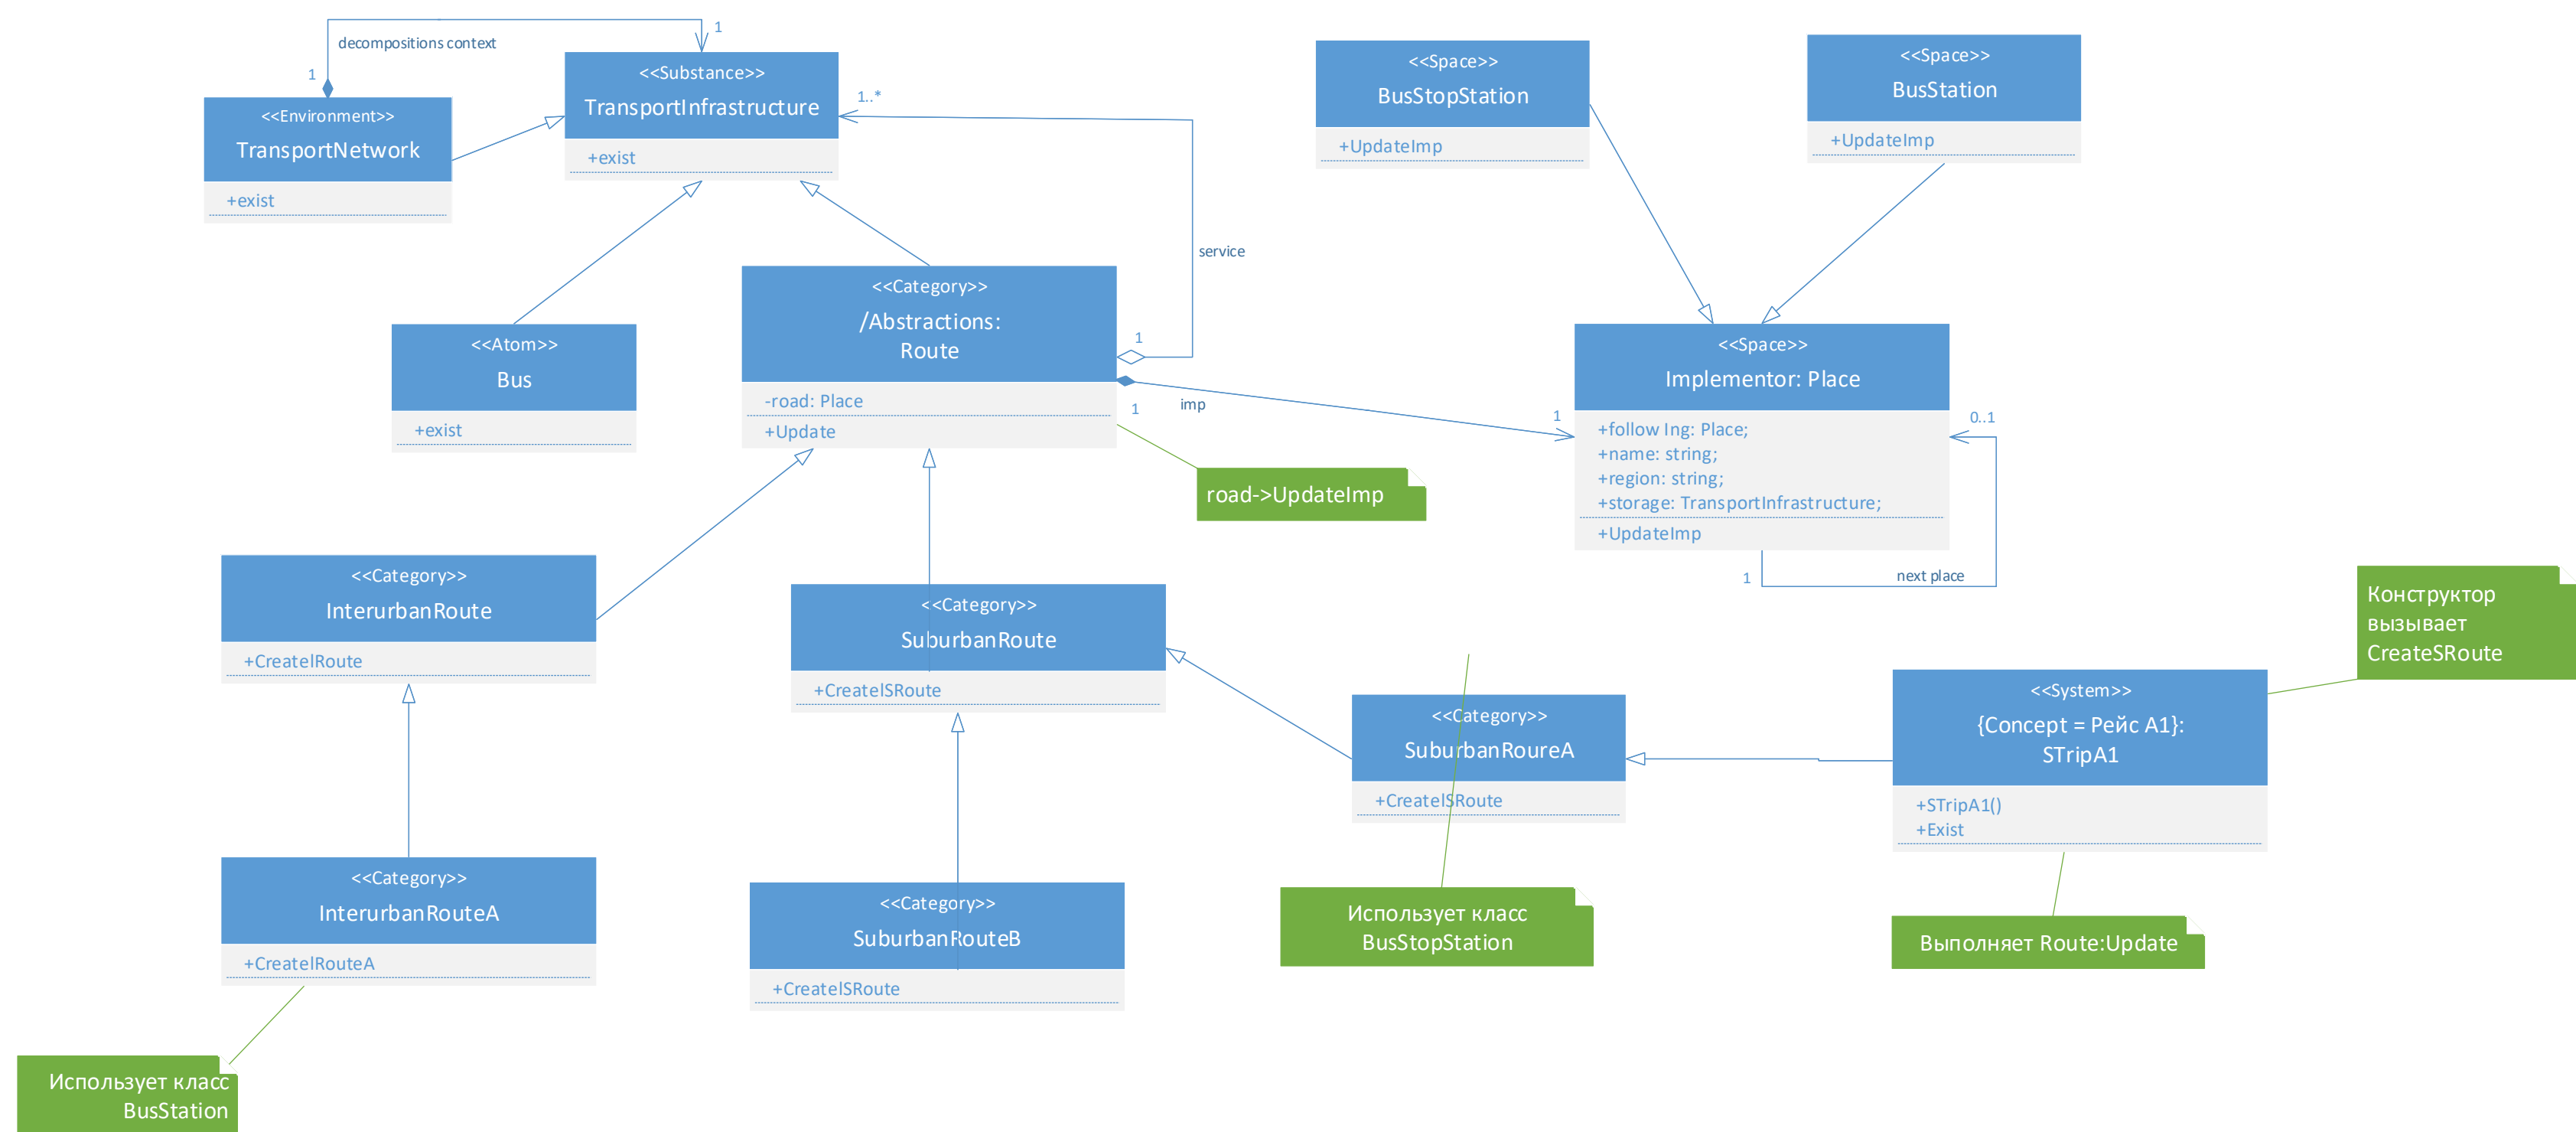 decompositions context
1
1
<<Environment>>
TransportNetwork
+exist
<<Substance>>
TransportInfrastructure
+exist
1..*
service
<<Space>>
BusStopStation
+UpdateImp
<<Space>>
BusStation
+UpdateImp
<<Atom>>
Bus
+exist
<<Category>>
/Abstractions:
Route
-road: Place
+Update
1
1
imp
1
road->UpdateImp
<<Space>>
Implementor: Place
+follow Ing: Place;
+name: string;
+region: string;
+storage: TransportInfrastructure;
+UpdateImp
0..1
1
next place
<<Category>>
InterurbanRoute
+CreateIRoute
<<Category>>
SuburbanRoute
+CreateISRoute
<<Category>>
SuburbanRoureA
+CreateISRoute
<<System>>
{Concept = Рейс A1}:
STripA1
+STripA1()
+Exist
Конструктор
вызывает
CreateSRoute
<<Category>>
InterurbanRouteA
+CreateIRouteA
<<Category>>
SuburbanRouteB
+CreateISRoute
Использует класс
BusStopStation
Выполняет Route:Update
Использует класс
BusStation